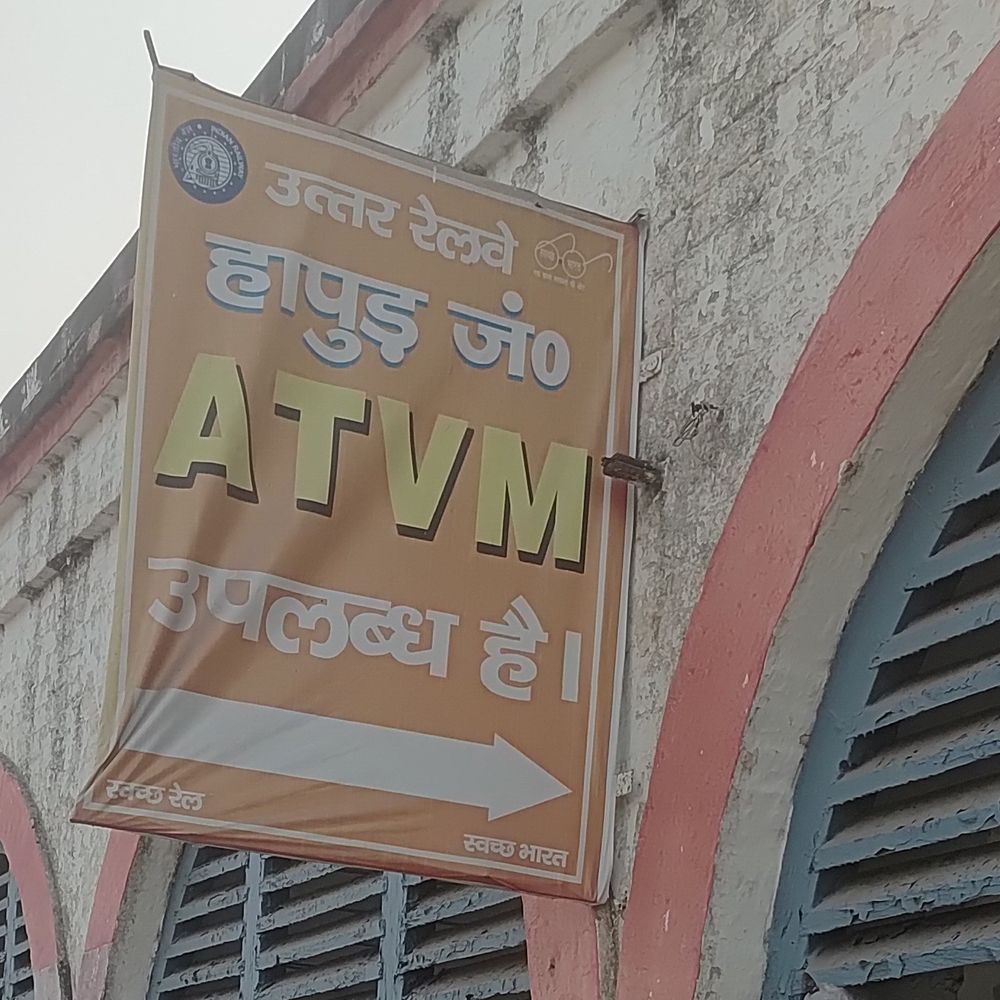 उत्तर रेलवे
हापुड़ जं०
ATVM
उपलब्ध है।
स्वच्छ रेल
स्वच्छ भारत